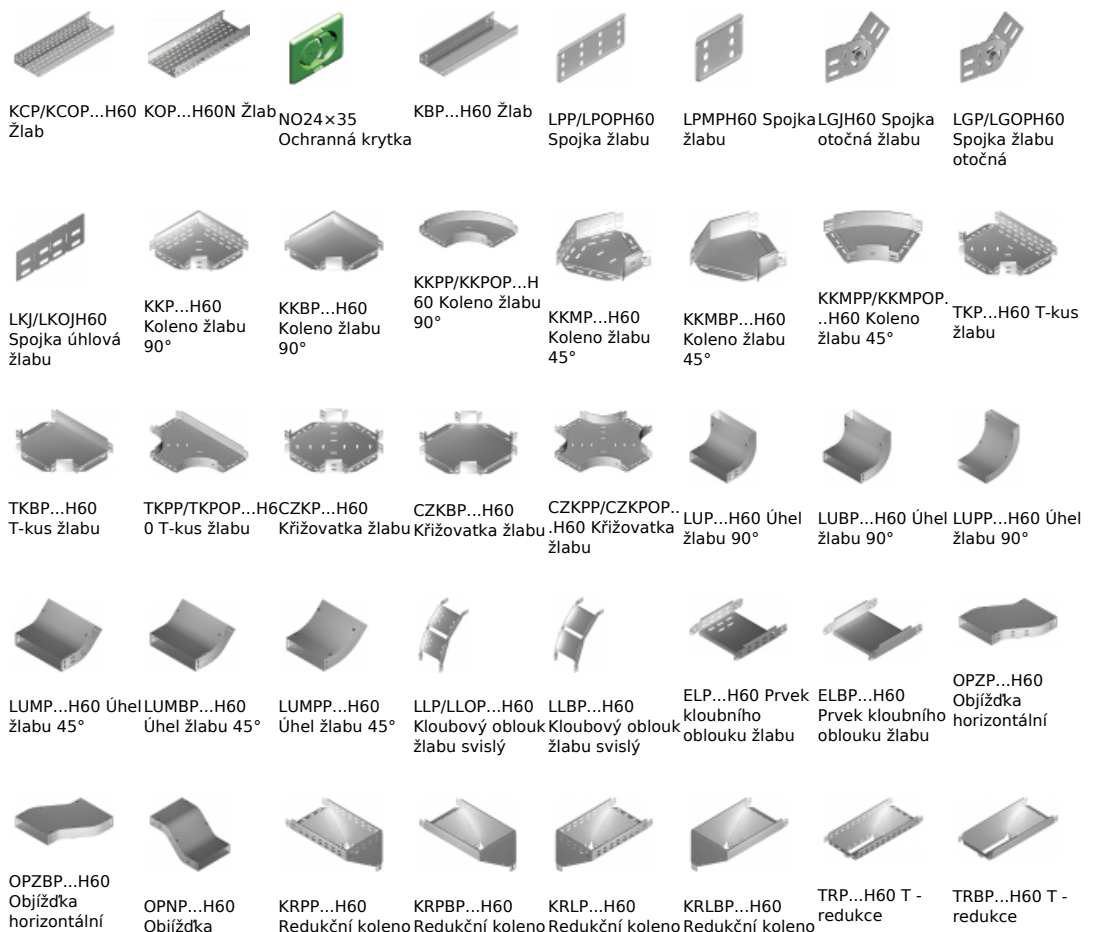 KCP/KCOP...H60
Žlab
KOP...H60N Žlab
NO24×35
Ochranná krytka
KBP...H60 Žlab
LPP/LPOPH60
Spojka žlabu
LPMPH60 Spojka
žlabu
LGJH60 Spojka
otočná žlabu
LGP/LGOPH60
Spojka žlabu
otočná
LKJ/LKOJH60
Spojka úhlová
žlabu
KKP...H60
Koleno žlabu
90°
KKBP...H60
Koleno žlabu
90°
KKPP/KKPOP...H
60 Koleno žlabu
90°
KKMP...H60
Koleno žlabu
45°
KKMBP...H60
Koleno žlabu
45°
KKMPP/KKMPOP.
..H60 Koleno
žlabu 45°
TKP...H60 T-kus
žlabu
TKBP...H60
T-kus žlabu
TKPP/TKPOP...H6
0 T-kus žlabu
CZKP...H60
Křižovatka žlabu
CZKBP...H60
Křižovatka žlabu
CZKPP/CZKPOP..
.H60 Křižovatka
žlabu
LUP...H60 Úhel
žlabu 90°
LUBP...H60 Úhel
žlabu 90°
LUPP...H60 Úhel
žlabu 90°
LUMP...H60 Úhel
žlabu 45°
LUMBP...H60
Úhel žlabu 45°
LUMPP...H60
Úhel žlabu 45°
LLP/LLOP...H60
Kloubový oblouk
žlabu svislý
LLBP...H60
Kloubový oblouk
žlabu svislý
ELP...H60 Prvek
kloubního
oblouku žlabu
ELBP...H60
Prvek kloubního
oblouku žlabu
OPZP...H60
Objížďka
horizontální
OPZBP...H60
Objížďka
horizontální
OPNP...H60
Objížďka
KRPP...H60
Redukční koleno
KRPBP...H60
Redukční koleno
KRLP...H60
Redukční koleno
KRLBP...H60
Redukční koleno
TRP...H60 T -
redukce
TRBP...H60 T -
redukce